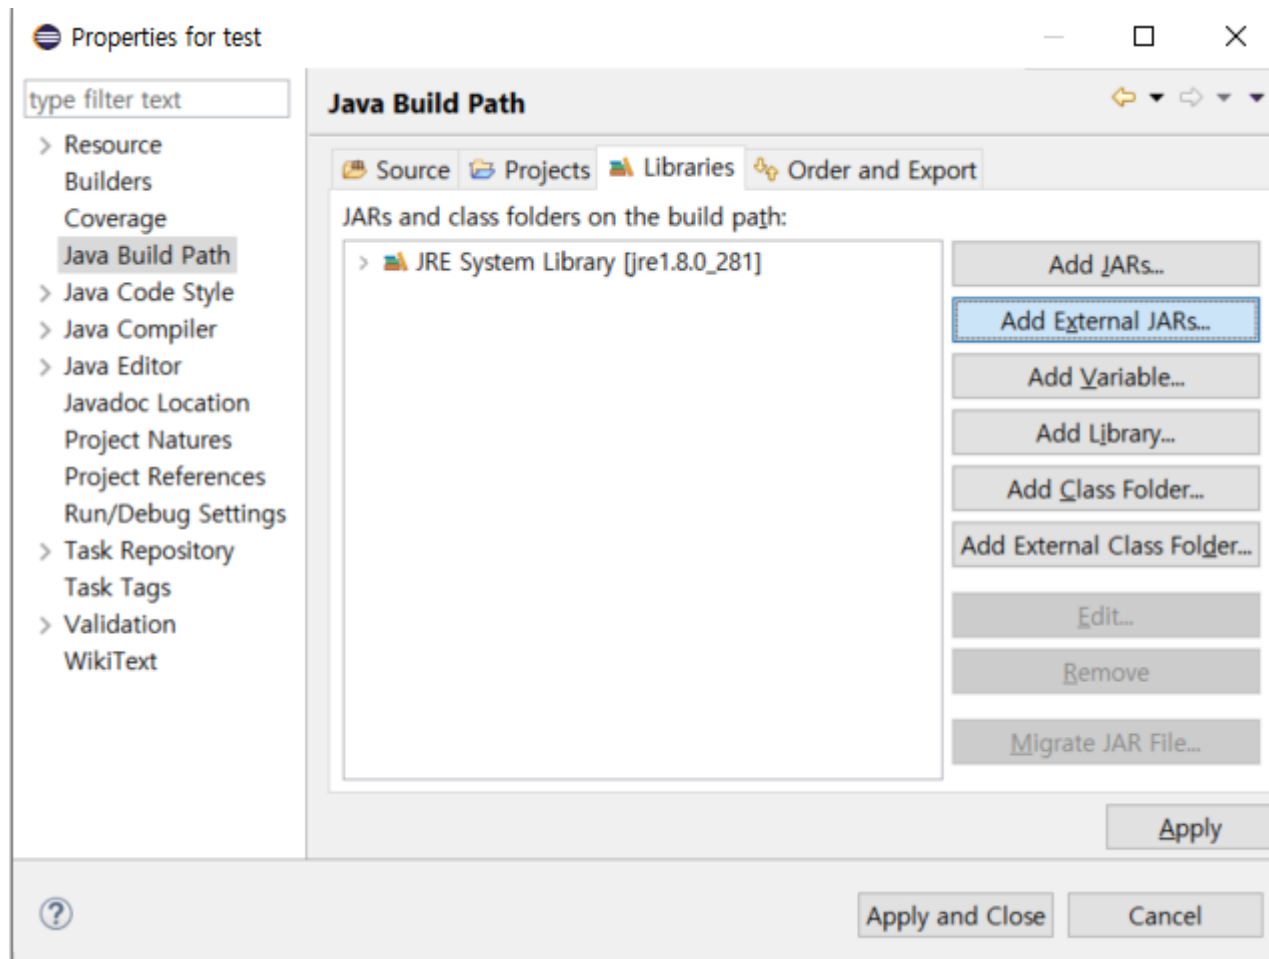 Properties for test
type filter text
Resource
Builders
Coverage
Java Build Path
Java Code Style
Java Compiler
Java Editor
Javadoc Location
Project Natures
Project References
Run/Debug Settings
Task Repository
Task Tags
Validation
WikiText
Java Build Path
Source Projects Libraries Order and Export
JARs and class folders on the build path:
JRE System Library [jre1.8.0_281]
Add JARs...
Add External JARs...
Add Variable...
Add Library...
Add Class Folder...
Add External Class Folder...
Edit...
Remove
Migrate JAR File...
Apply
?
Apply and Close Cancel